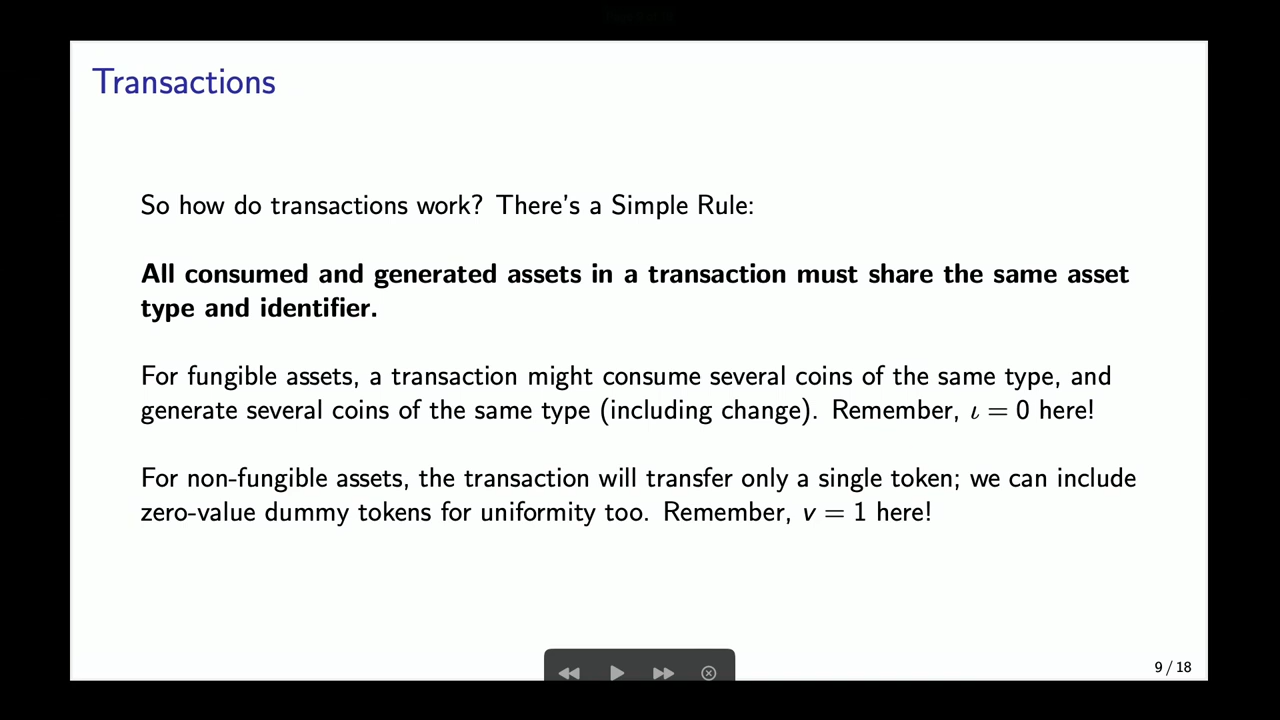 Transactions
So how do transactions work? There's a Simple Rule:
All consumed and generated assets in a transaction must share the same asset
type and identifier.
For fungible assets, a transaction might consume several coins of the same type, and
generate several coins of the same type (including change). Remember, ι = 0 here!
For non-fungible assets, the transaction will transfer only a single token; we can include
zero-value dummy tokens for uniformity too. Remember, v = 1 here!
9 / 18